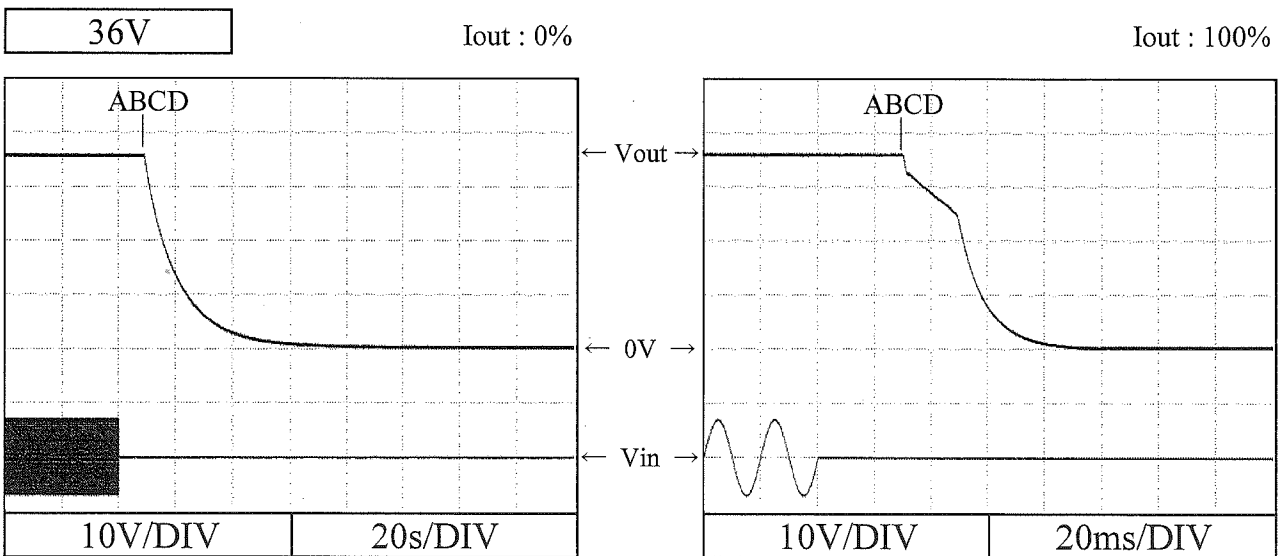 36V
Iout : 0%
Iout : 100%
ABCD
ABCD
← Vout →
← 0V →
← Vin →
10V/DIV
20s/DIV
10V/DIV
20ms/DIV